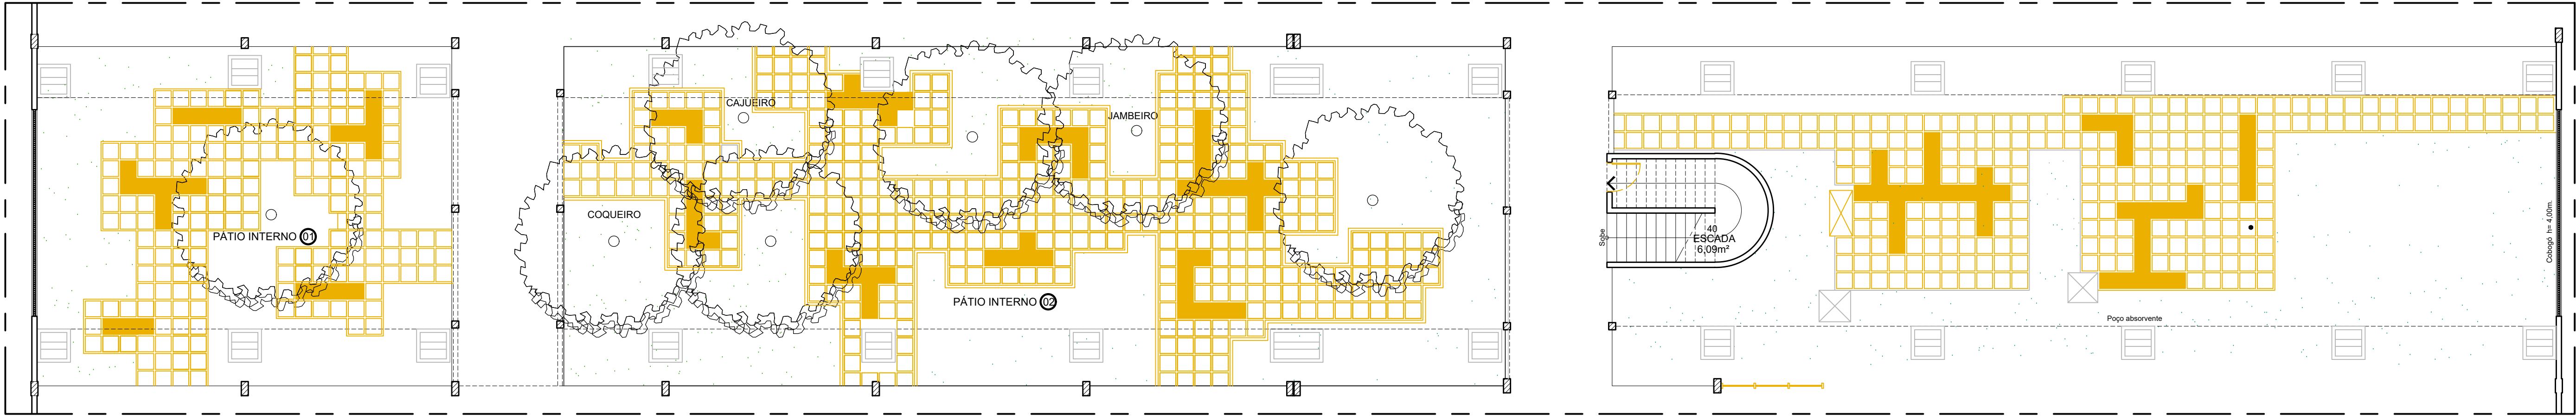 CAJUEIRO
JAMBEIRO
COQUEIRO
PÁTIO INTERNO 01
PÁTIO INTERNO 02
Sobe
40
ESCADA
6,09m²
Poço absorvente
Cobogó h= 4,00m.